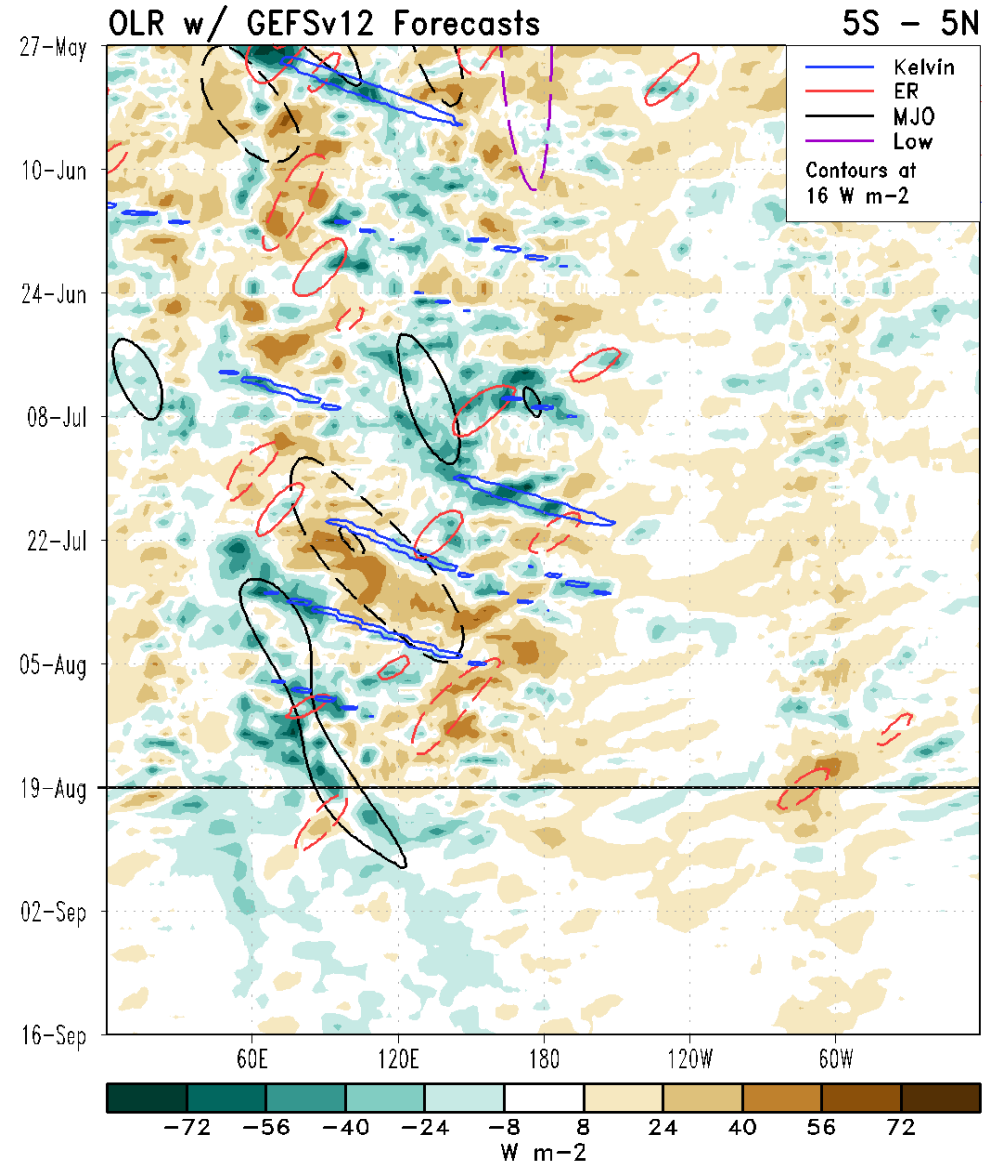 OLR w/ GEFSv12 Forecasts 5S - 5N
27-May
Kelvin
ER
MJO
Low
Contours at
16 W m-2
10-Jun
24-Jun
08-Jul
22-Jul
05-Aug
19-Aug
02-Sep
16-Sep
60E 120E 180 120W 60W
-72 -56 -40 -24 -8 8 24 40 56 72
W m-2